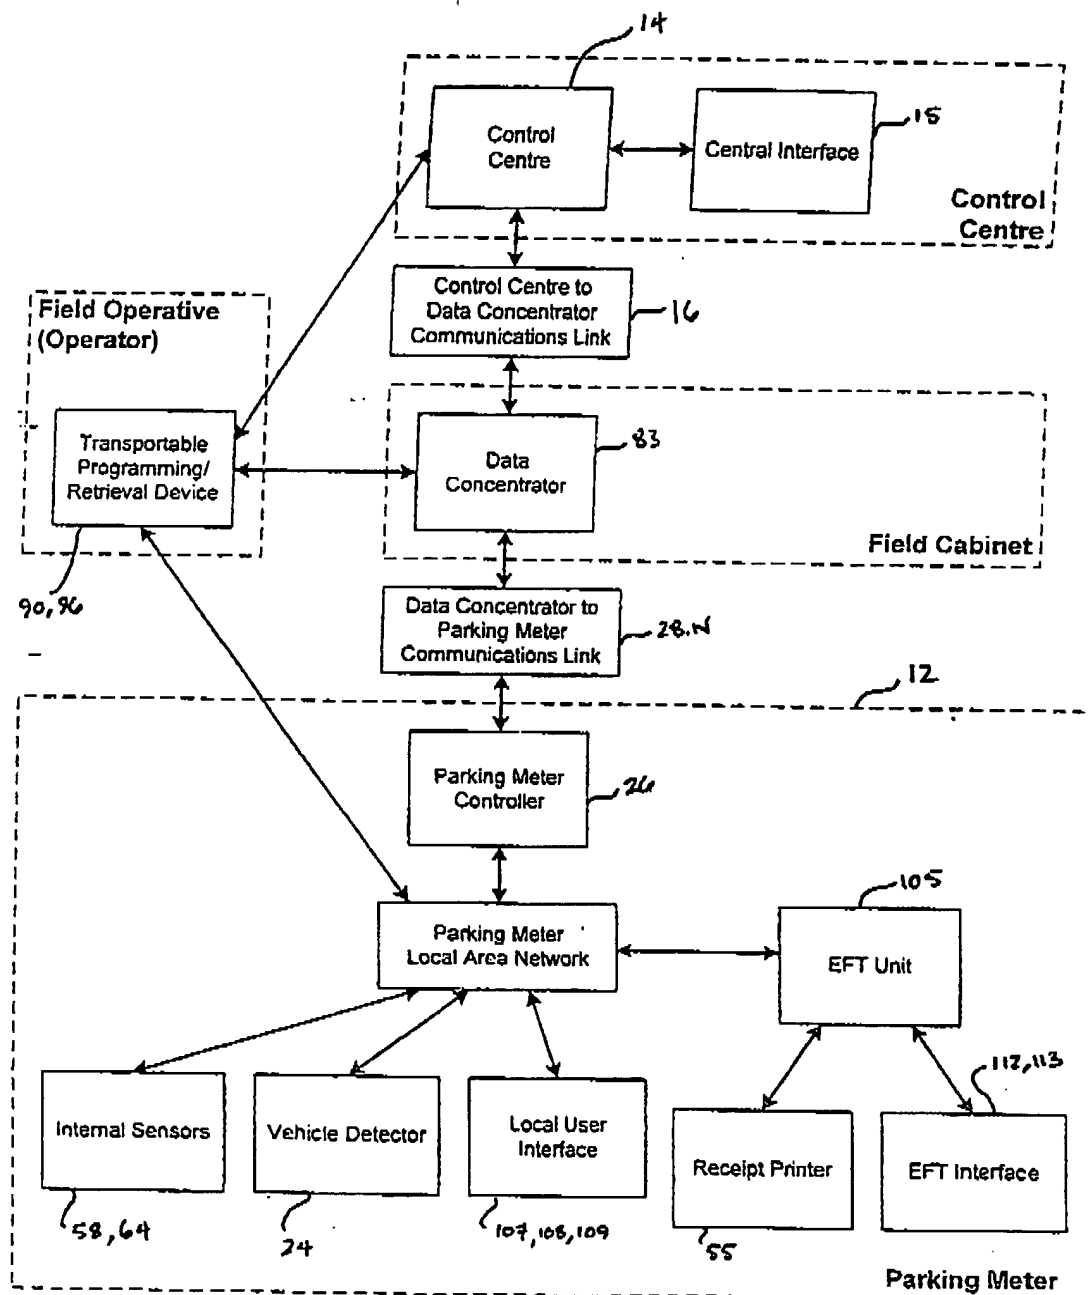 14
Control
Centre
Central Interface
15
Control
Centre
Control Centre to
Data Concentrator
Communications Link
16
Field Operative
(Operator)
Transportable
Programming/
Retrieval Device
90, 96
Data
Concentrator
83
Field Cabinet
Data Concentrator to
Parking Meter
Communications Link
28.N
12
Parking Meter
Controller
26
Parking Meter
Local Area Network
105
EFT Unit
Internal Sensors
58, 64
Vehicle Detector
24
Local User
Interface
107, 108, 109
Receipt Printer
55
112, 113
EFT Interface
Parking Meter